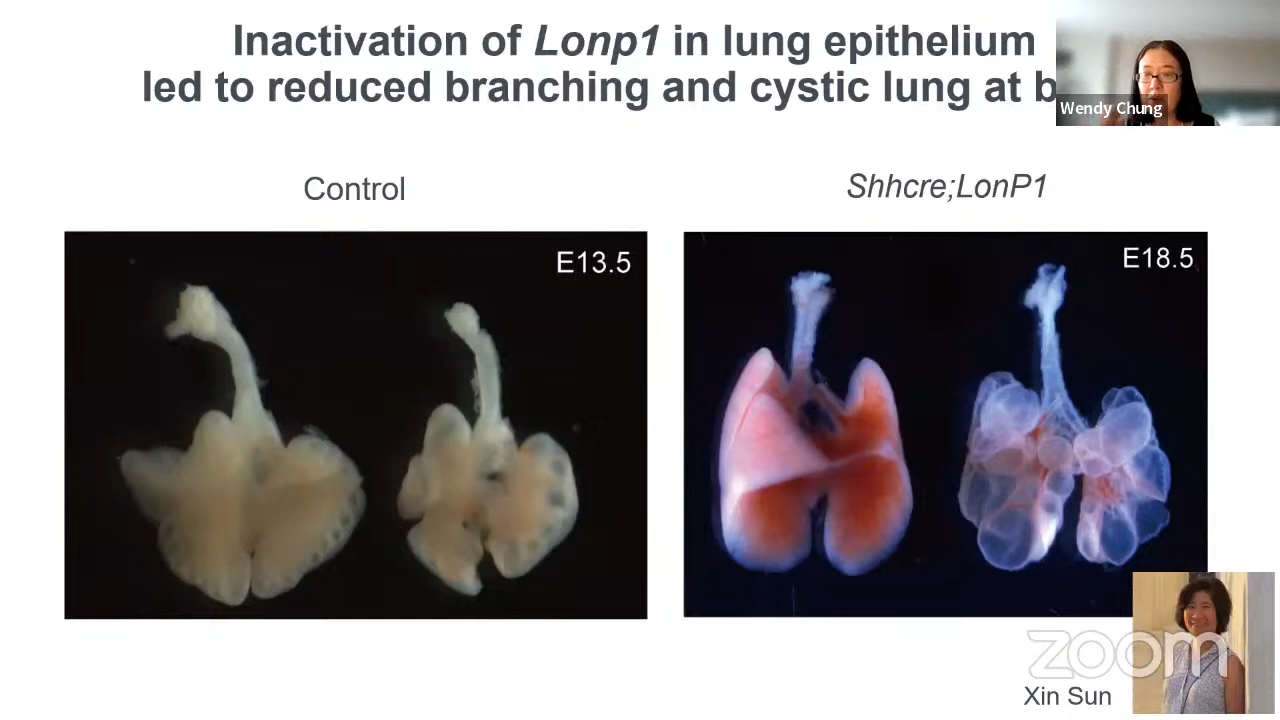 Inactivation of Lonp1 in lung epithelium
led to reduced branching and cystic lung at
Wendy Chung
Control
Shhcre;LonP1
E13.5
E18.5
zoom
Xin Sun